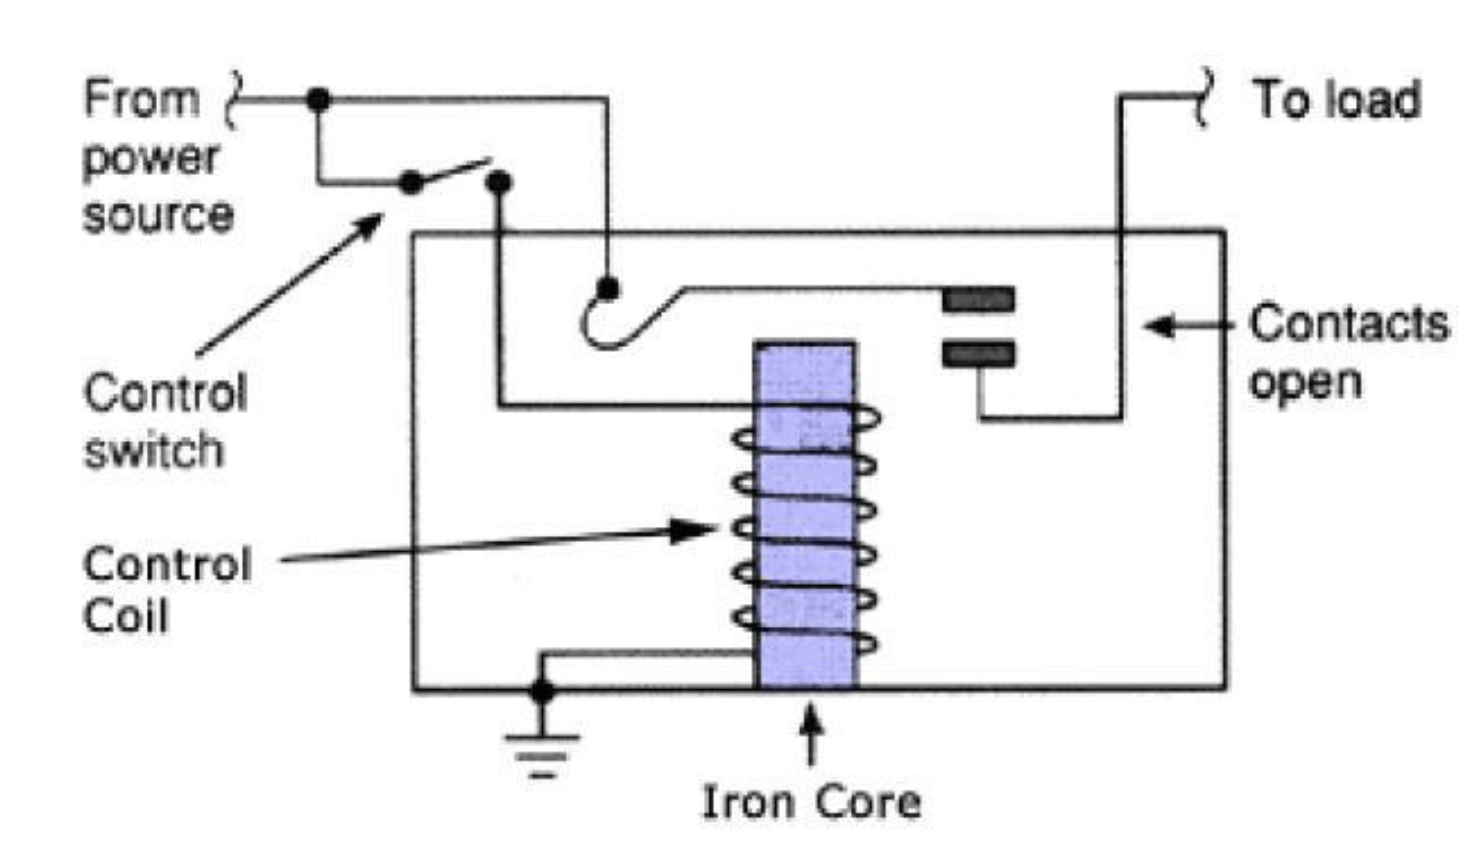 From
power
source
To load
Contacts
open
Control
switch
Control
Coil
Iron Core